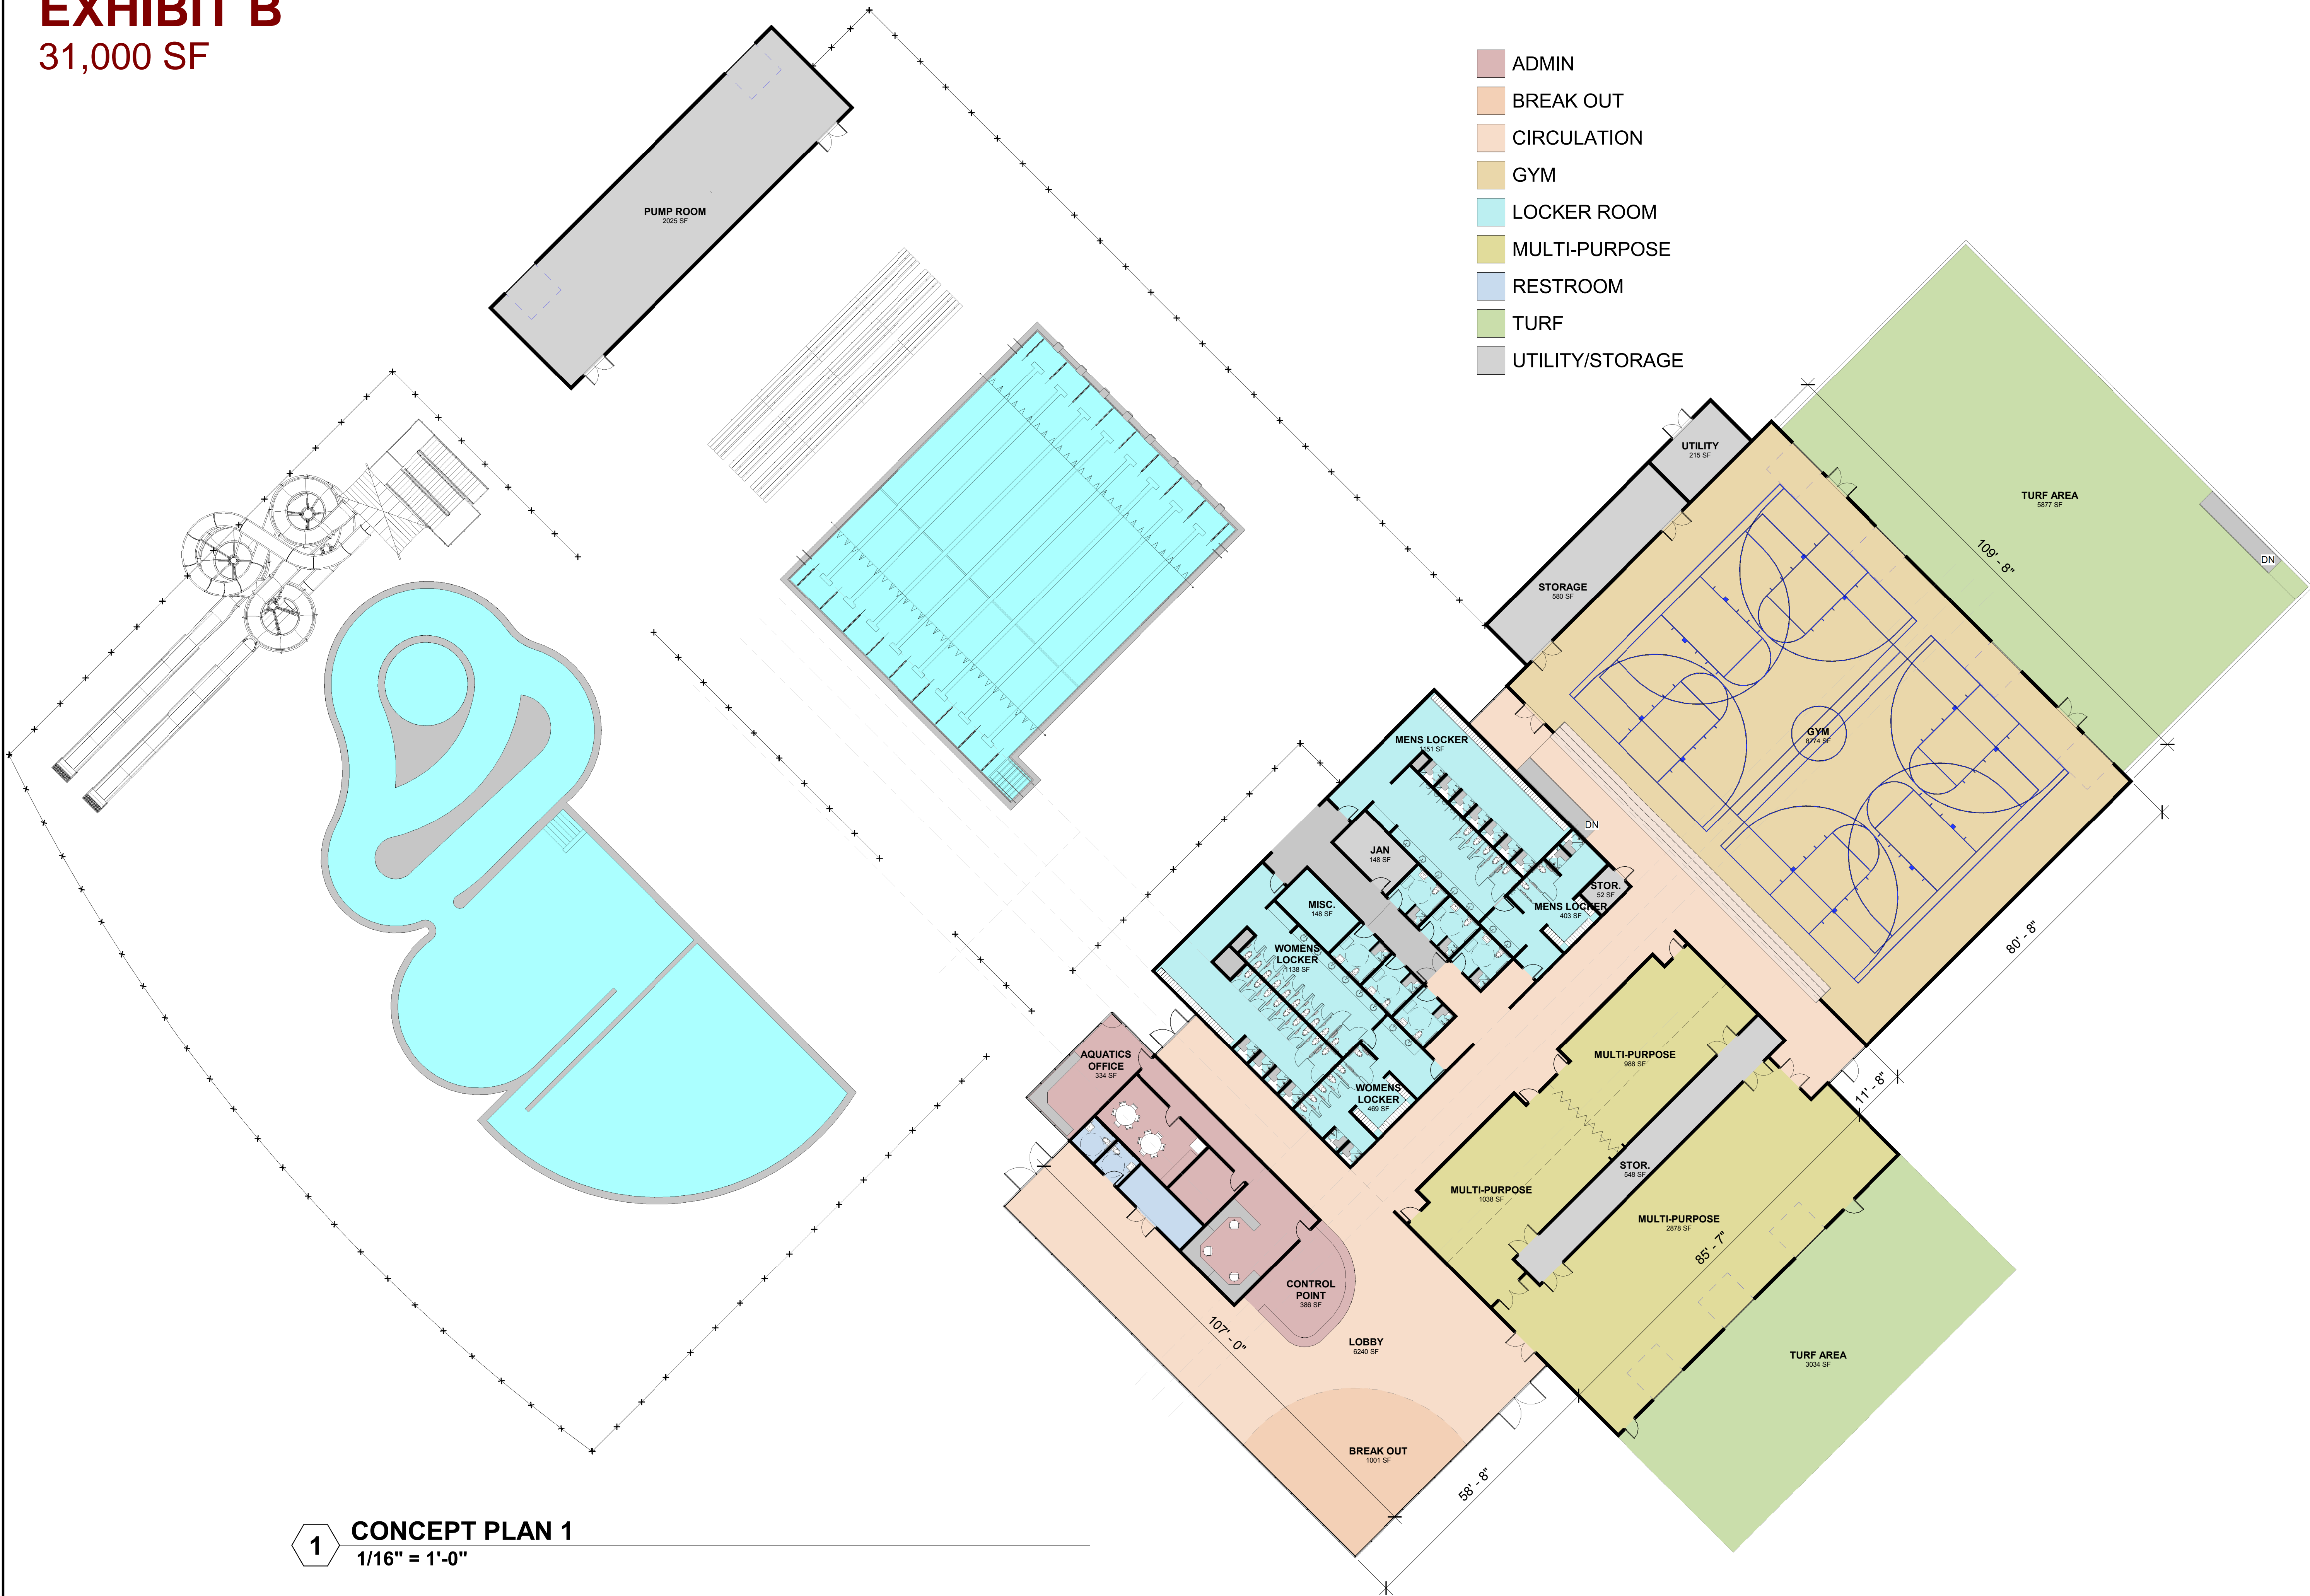 EXHIBIT B
31,000 SF
ADMIN
BREAK OUT
CIRCULATION
GYM
LOCKER ROOM
MULTI-PURPOSE
RESTROOM
TURF
UTILITY/STORAGE
PUMP ROOM
2025 SF
UTILITY
215 SF
TURF AREA
5877 SF
109' - 8"
DN
STORAGE
580 SF
GYM
8774 SF
MENS LOCKER
1151 SF
DN
JAN
148 SF
STOR.
52 SF
MENS LOCKER
403 SF
MISC.
148 SF
WOMENS
LOCKER
1138 SF
80' - 8"
AQUATICS
OFFICE
334 SF
MULTI-PURPOSE
988 SF
WOMENS
LOCKER
469 SF
11' - 8"
STOR.
548 SF
MULTI-PURPOSE
1038 SF
MULTI-PURPOSE
2878 SF
85' - 7"
CONTROL
POINT
386 SF
107' - 0"
LOBBY
6240 SF
TURF AREA
3034 SF
BREAK OUT
1001 SF
58' - 8"
1
CONCEPT PLAN 1
1/16" = 1'-0"